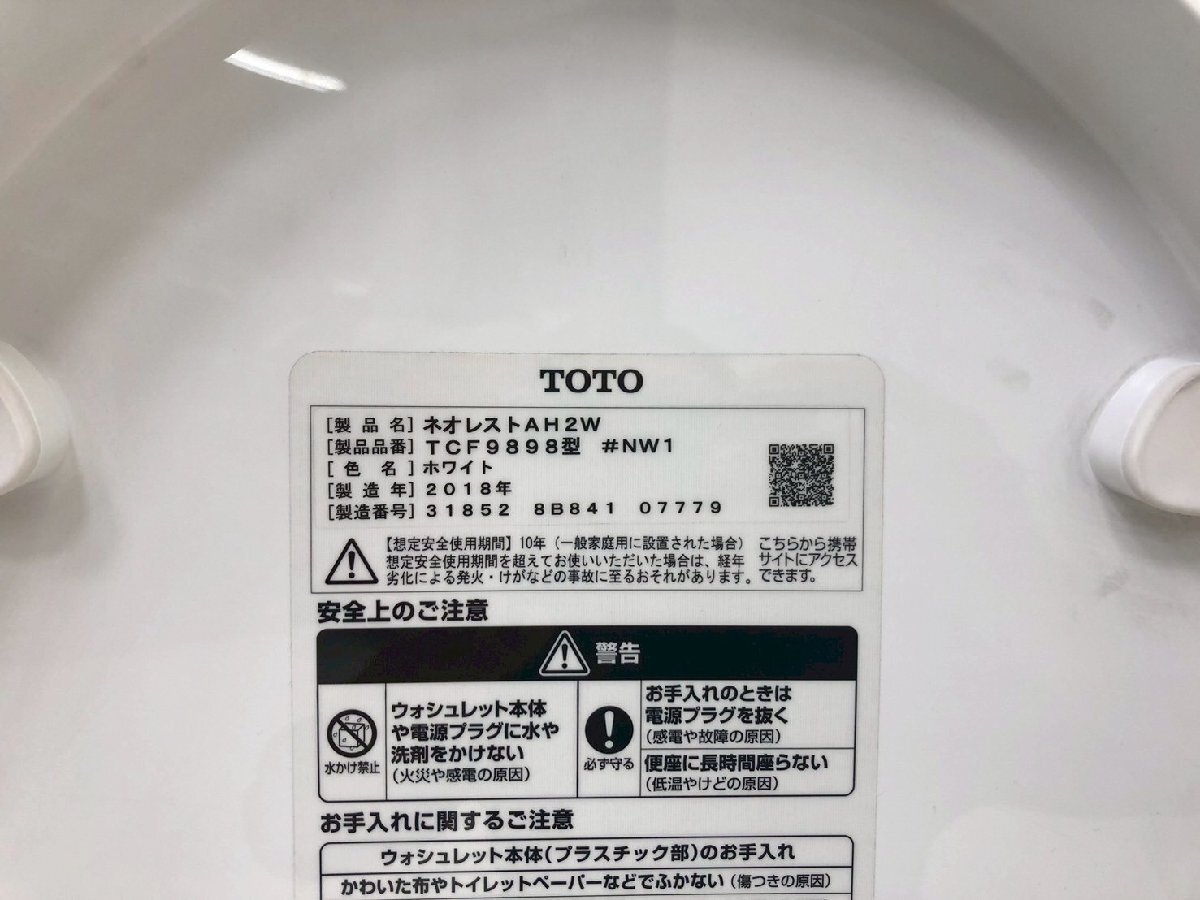 TOTO
[製品名] ネオレストAH2W
[製品品番] TCF9898型 #NW1
[色名] ホワイト
[製造年] 2018年
[製造番号] 31852 8B841 07779
【想定安全使用期間】10年（一般家庭用に設置された場合）
想定安全使用期間を超えてお使いいただいた場合は、経年
劣化による発火・けがなどの事故に至るおそれがあります。
こちらから携帯
サイトにアクセス
できます。
安全上のご注意
警告
水かけ禁止
ウォシュレット本体
や電源プラグに水や
洗剤をかけない
（火災や感電の原因）
必ず守る
お手入れのときは
電源プラグを抜く
（感電や故障の原因）
便座に長時間座らない
（低温やけどの原因）
お手入れに関するご注意
ウォシュレット本体（プラスチック部）のお手入れ
かわいた布やトイレットペーパーなどでふかない（傷つきの原因）